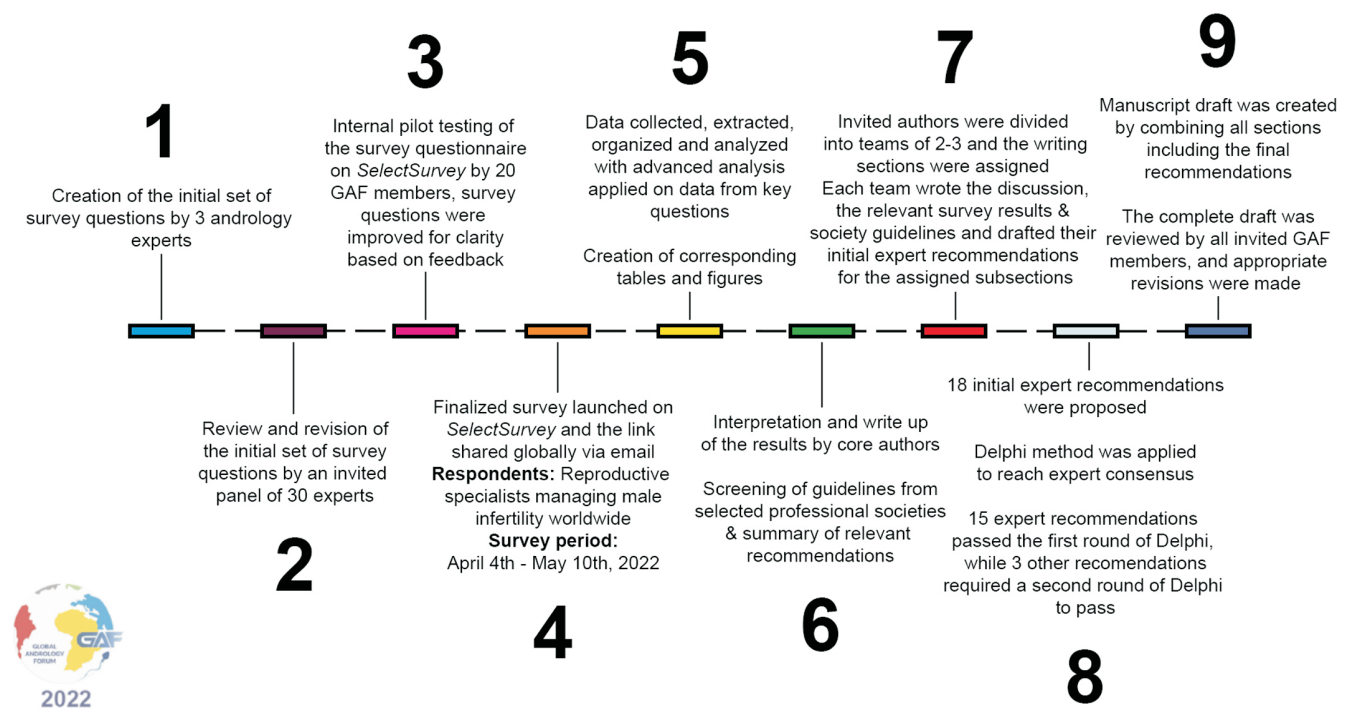 1
Creation of the initial set of
survey questions by 3 andrology
experts
2
Review and revision of
the initial set of survey
questions by an invited
panel of 30 experts
3
Internal pilot testing of
the survey questionnaire
on SelectSurvey by 20
GAF members, survey
questions were
improved for clarity
based on feedback
4
Finalized survey launched on
SelectSurvey and the link
shared globally via email
Respondents: Reproductive
specialists managing male
infertility worldwide
Survey period:
April 4th - May 10th, 2022
5
Data collected, extracted,
organized and analyzed
with advanced analysis
applied on data from key
questions
Creation of corresponding
tables and figures
6
Interpretation and write up
of the results by core authors
Screening of guidelines from
selected professional societies
& summary of relevant
recommendations
7
Invited authors were divided
into teams of 2-3 and the writing
sections were assigned
Each team wrote the discussion,
the relevant survey results &
society guidelines and drafted their
initial expert recommendations
for the assigned subsections
8
18 initial expert recommendations
were proposed
Delphi method was applied
to reach expert consensus
15 expert recommendations
passed the first round of Delphi,
while 3 other recomendations
required a second round of Delphi
to pass
9
Manuscript draft was created
by combining all sections
including the final
recommendations
The complete draft was
reviewed by all invited GAF
members, and appropriate
revisions were made
GAF
GLOBAL
ANDROLOGY
FORUM
2022